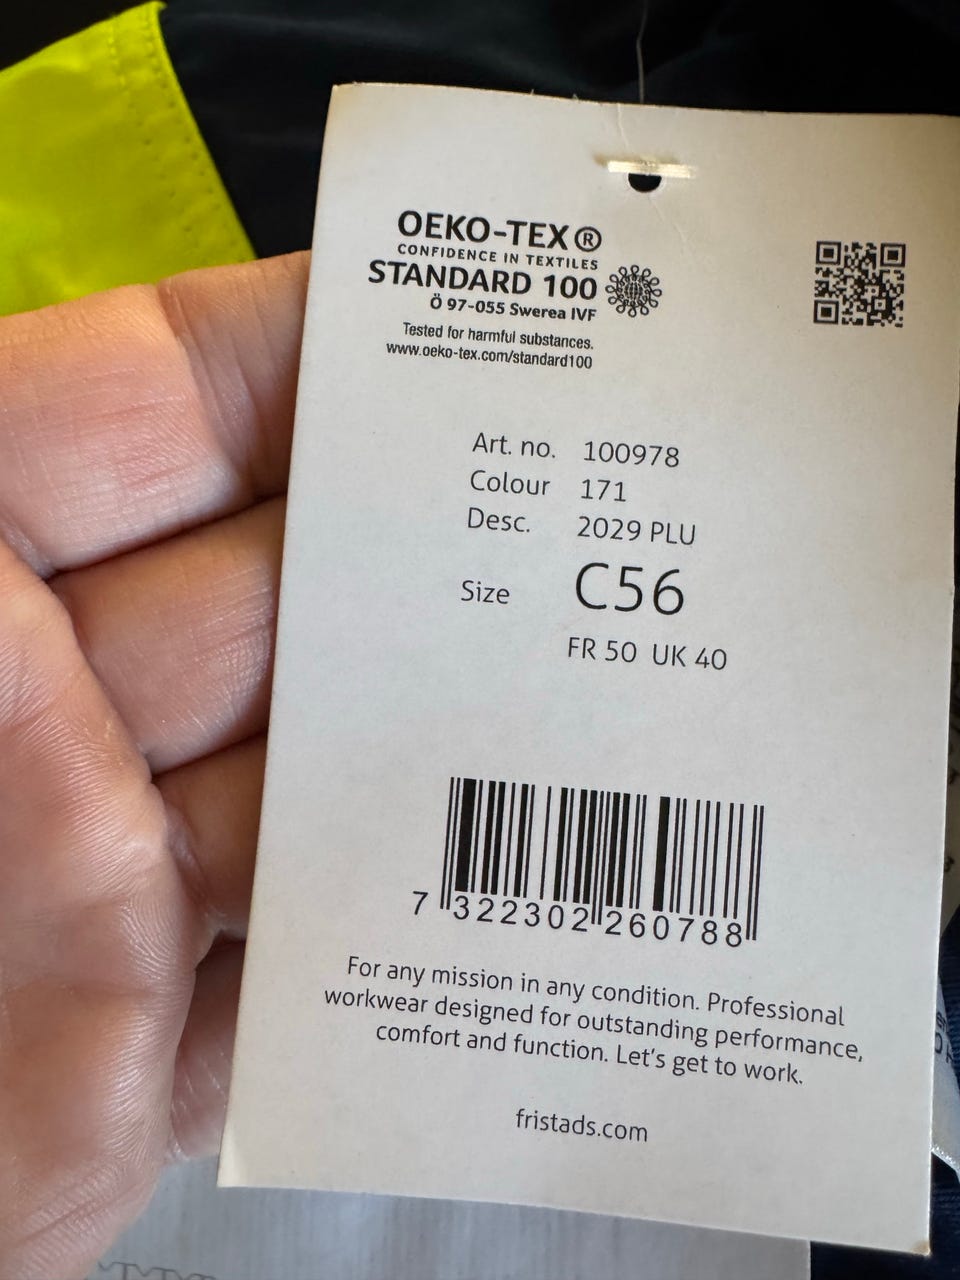 OEKO-TEX®
CONFIDENCE IN TEXTILES
STANDARD 100
Ö 97-055 Swerea IVF
Tested for harmful substances.
www.oeko-tex.com/standard100
Art. no. 100978
Colour 171
Desc. 2029 PLU
Size C56
FR 50 UK 40
7 322302 260788
For any mission in any condition. Professional
workwear designed for outstanding performance,
comfort and function. Let's get to work.
fristads.com